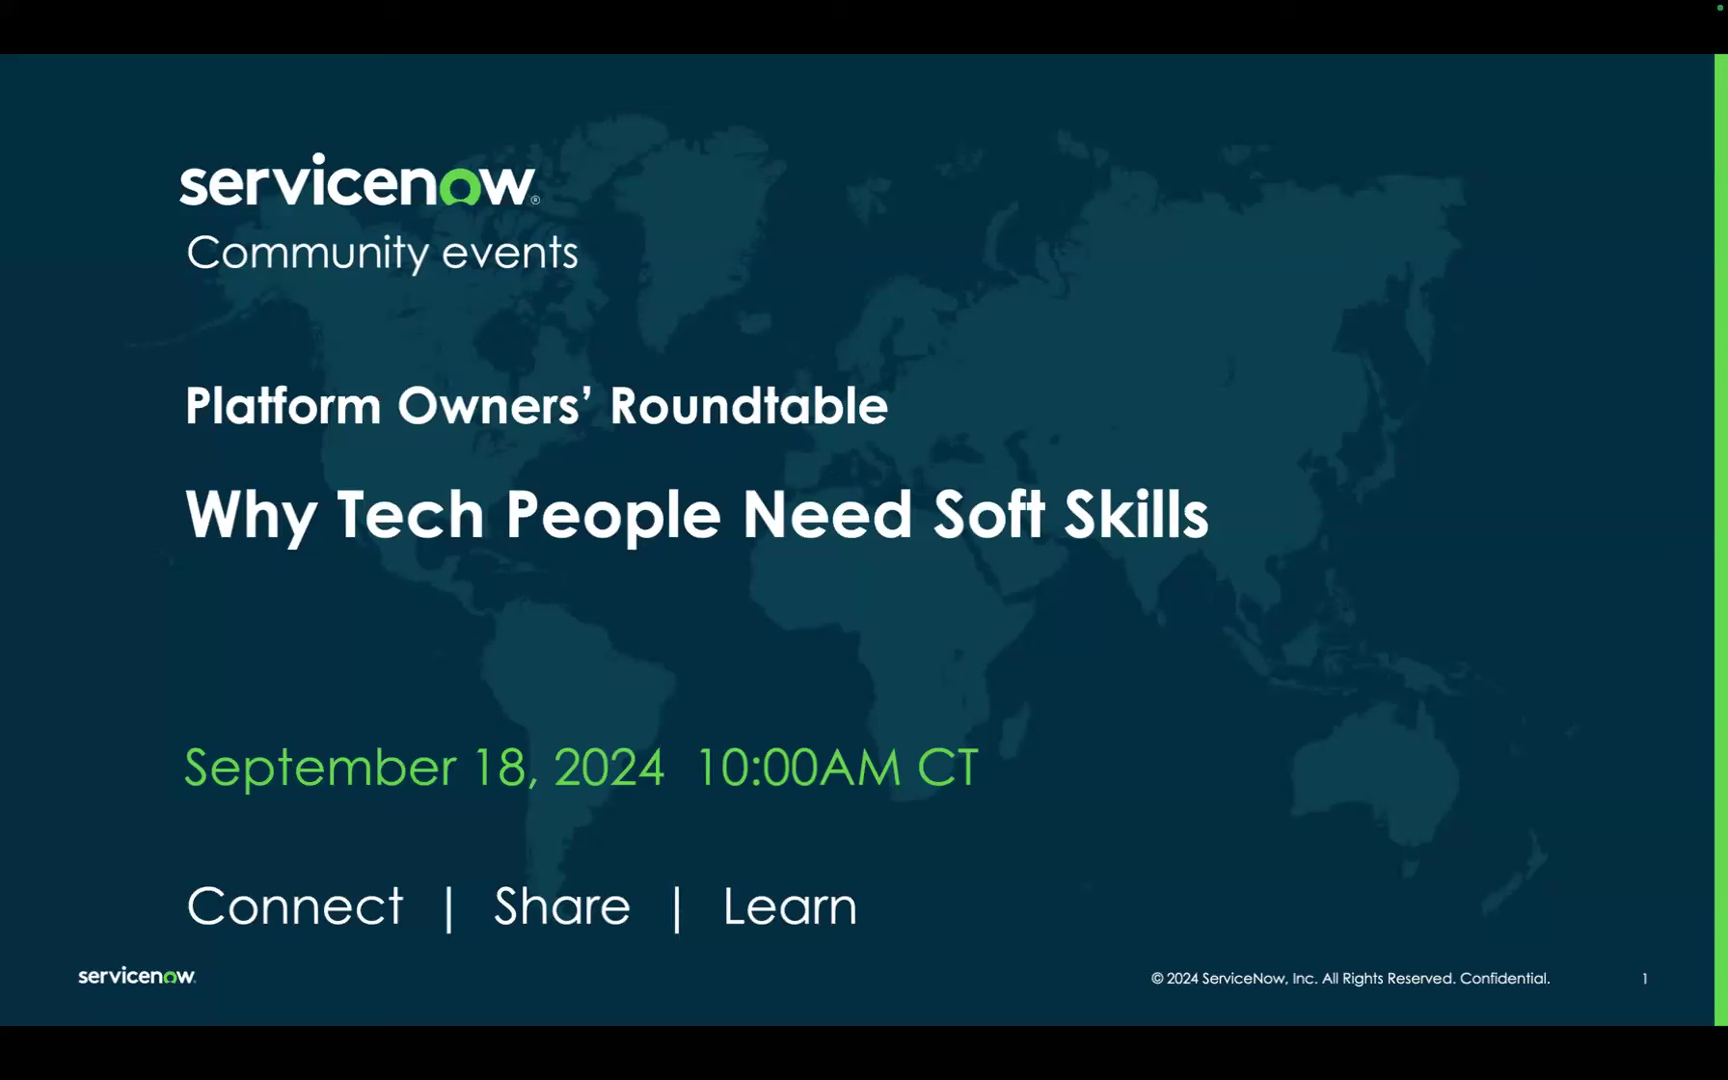 servicenow®
Community events
Platform Owners’ Roundtable
Why Tech People Need Soft Skills
September 18, 2024 10:00AM CT
Connect | Share | Learn
servicenow.
© 2024 ServiceNow, Inc. All Rights Reserved. Confidential.
1